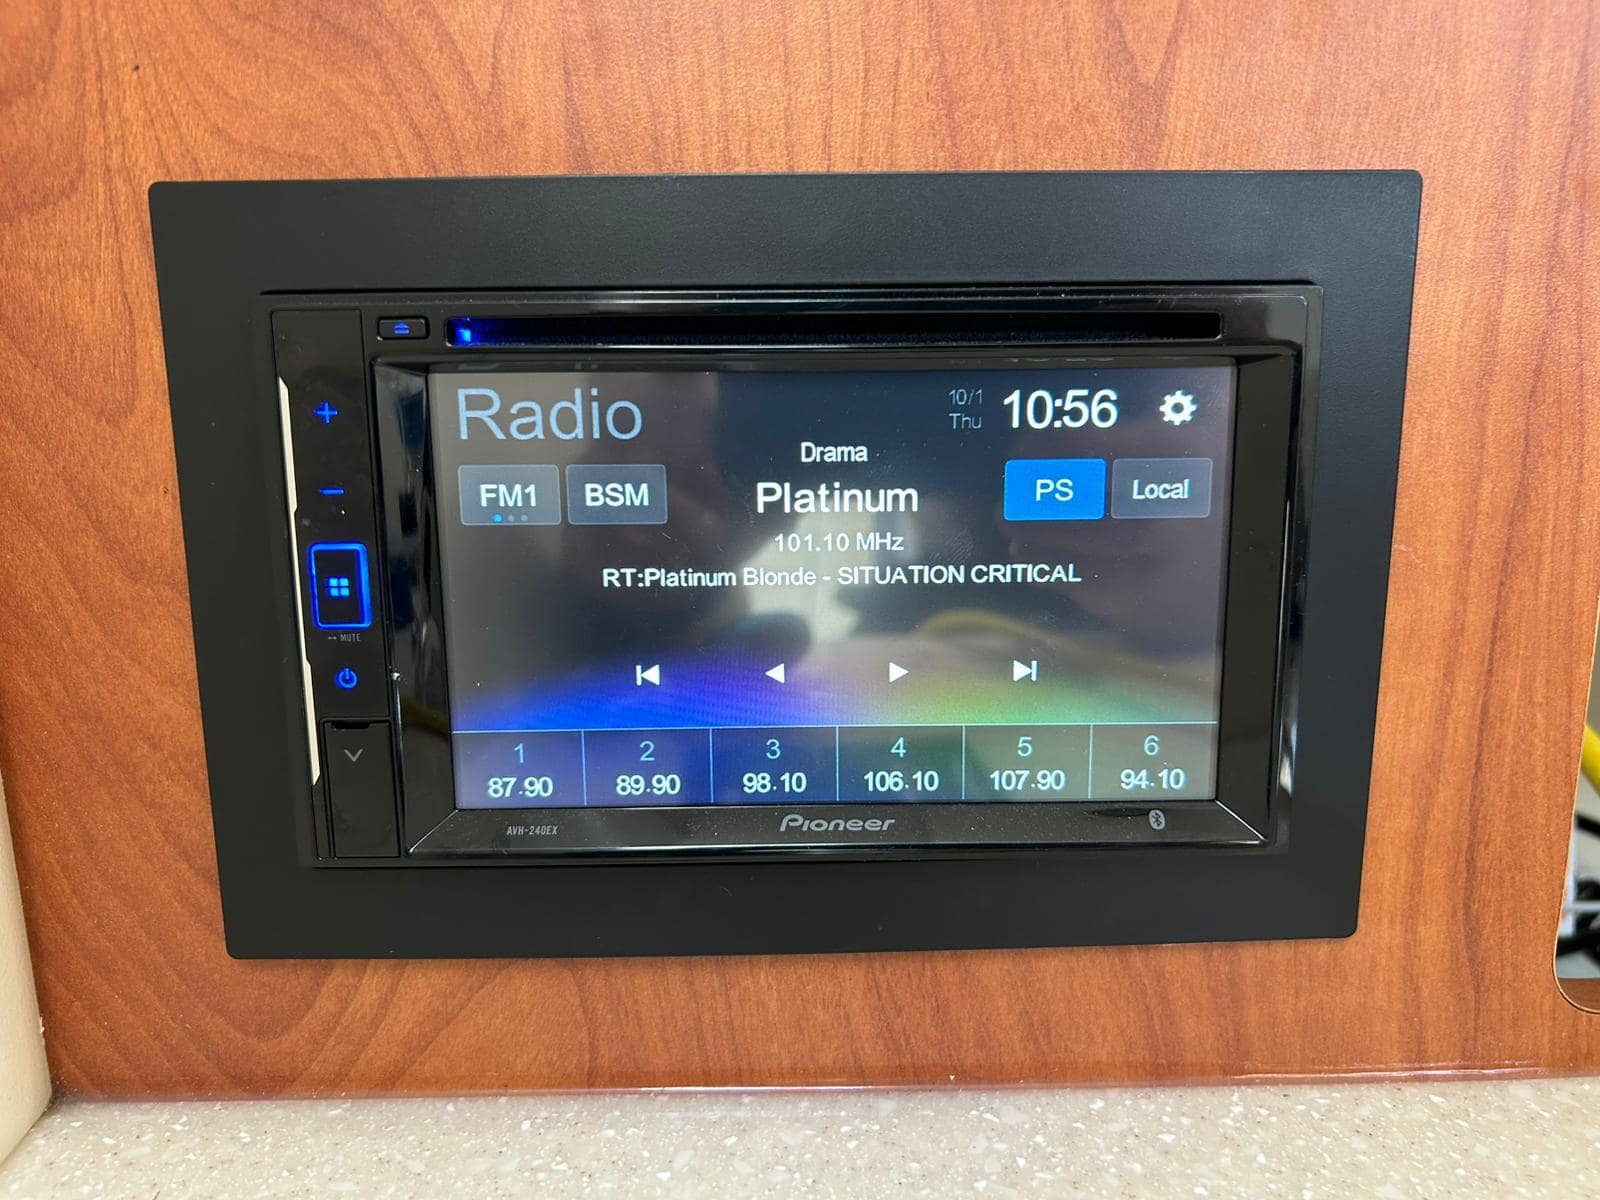 Radio
10/1
Thu
10:56
Drama
FM1
BSM
Platinum
PS
Local
101.10 MHz
RT:Platinum Blonde - SITUATION CRITICAL
MUTE
1 2 3 4 5 6
87.90 89.90 98.10 106.10 107.90 94.10
AVH-240EX
Pioneer